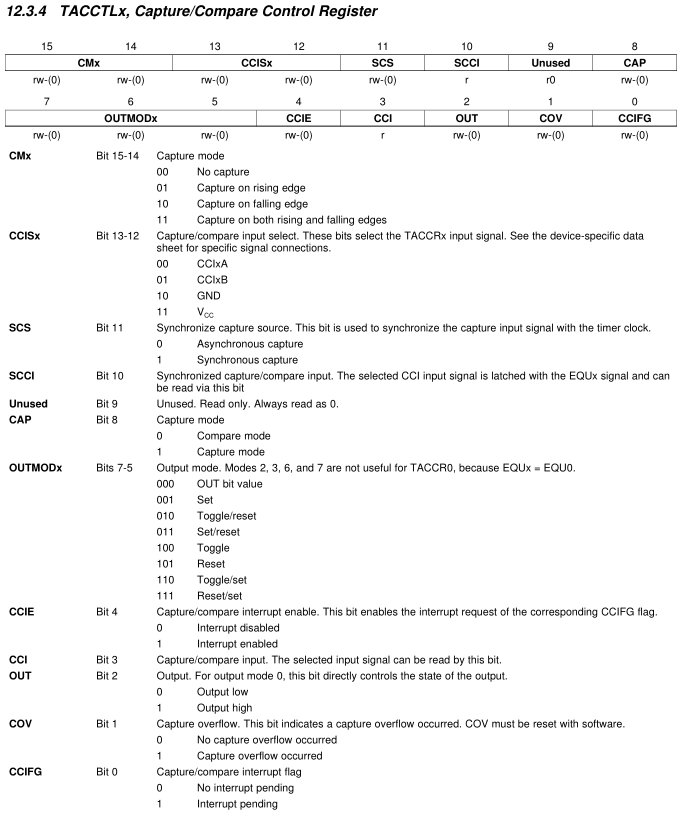 12.3.4 TACCTLx, Capture/Compare Control Register
15 14 13 12 11 10 9 8
CMx CCISx SCS SCCI Unused CAP
rw-(0) rw-(0) rw-(0) rw-(0) rw-(0) r r0 rw-(0)
7 6 5 4 3 2 1 0
OUTMODx CCIE CCI OUT COV CCIFG
rw-(0) rw-(0) rw-(0) rw-(0) r rw-(0) rw-(0) rw-(0)
CMx Bit 15-14 Capture mode
00 No capture
01 Capture on rising edge
10 Capture on falling edge
11 Capture on both rising and falling edges
CCISx Bit 13-12 Capture/compare input select. These bits select the TACCRx input signal. See the device-specific data
sheet for specific signal connections.
00 CCIxA
01 CCIxB
10 GND
11 VCC
SCS Bit 11 Synchronize capture source. This bit is used to synchronize the capture input signal with the timer clock.
0 Asynchronous capture
1 Synchronous capture
SCCI Bit 10 Synchronized capture/compare input. The selected CCI input signal is latched with the EQUx signal and can
be read via this bit
Unused Bit 9 Unused. Read only. Always read as 0.
CAP Bit 8 Capture mode
0 Compare mode
1 Capture mode
OUTMODx Bits 7-5 Output mode. Modes 2, 3, 6, and 7 are not useful for TACCR0, because EQUx = EQU0.
000 OUT bit value
001 Set
010 Toggle/reset
011 Set/reset
100 Toggle
101 Reset
110 Toggle/set
111 Reset/set
CCIE Bit 4 Capture/compare interrupt enable. This bit enables the interrupt request of the corresponding CCIFG flag.
0 Interrupt disabled
1 Interrupt enabled
CCI Bit 3 Capture/compare input. The selected input signal can be read by this bit.
OUT Bit 2 Output. For output mode 0, this bit directly controls the state of the output.
0 Output low
1 Output high
COV Bit 1 Capture overflow. This bit indicates a capture overflow occurred. COV must be reset with software.
0 No capture overflow occurred
1 Capture overflow occurred
CCIFG Bit 0 Capture/compare interrupt flag
0 No interrupt pending
1 Interrupt pending